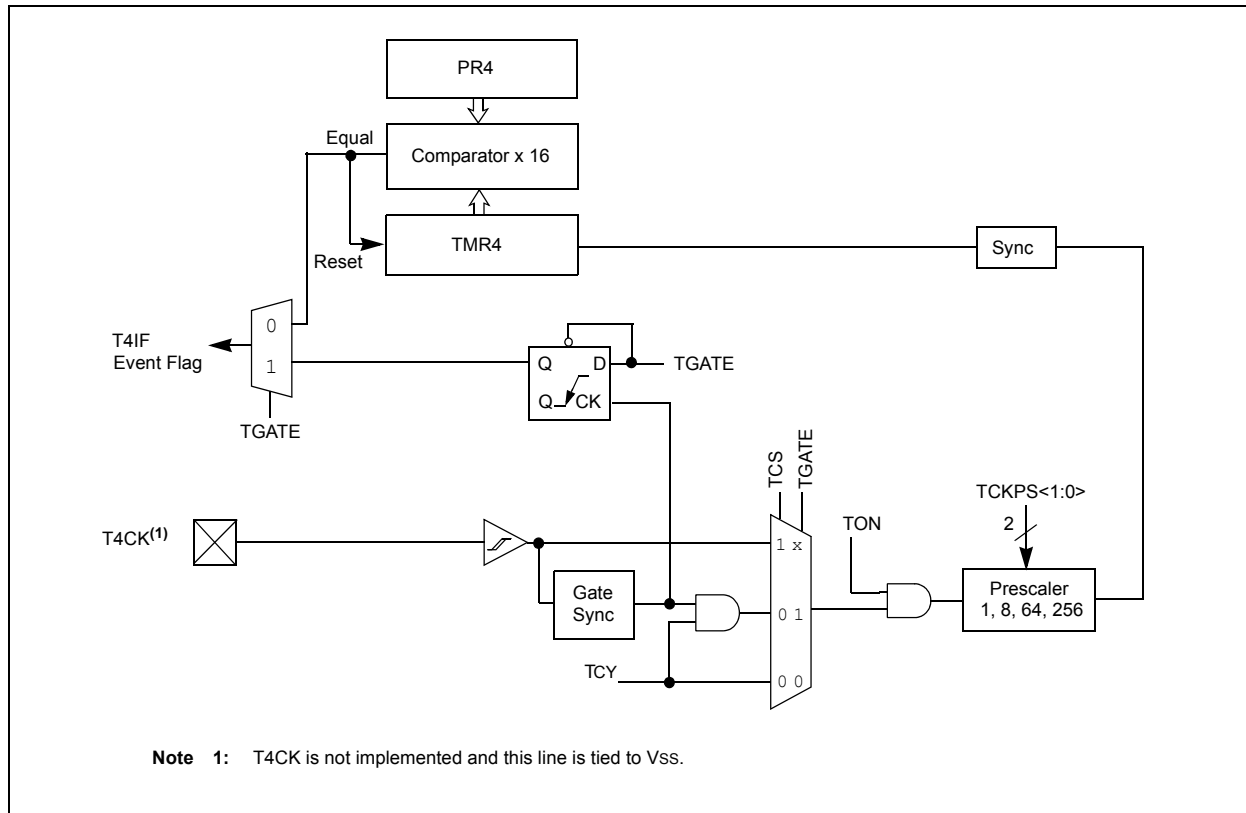 PR4
Equal
Comparator x 16
TMR4
Reset
Sync
0
T4IF
Event Flag
1
Q D
TGATE
Q CK
TGATE
TCS
TGATE
TCKPS<1:0>
2
TON
T4CK(1)
1 x
Prescaler
1, 8, 64, 256
Gate
Sync
0 1
TCY
0 0
Note 1: T4CK is not implemented and this line is tied to VSS.